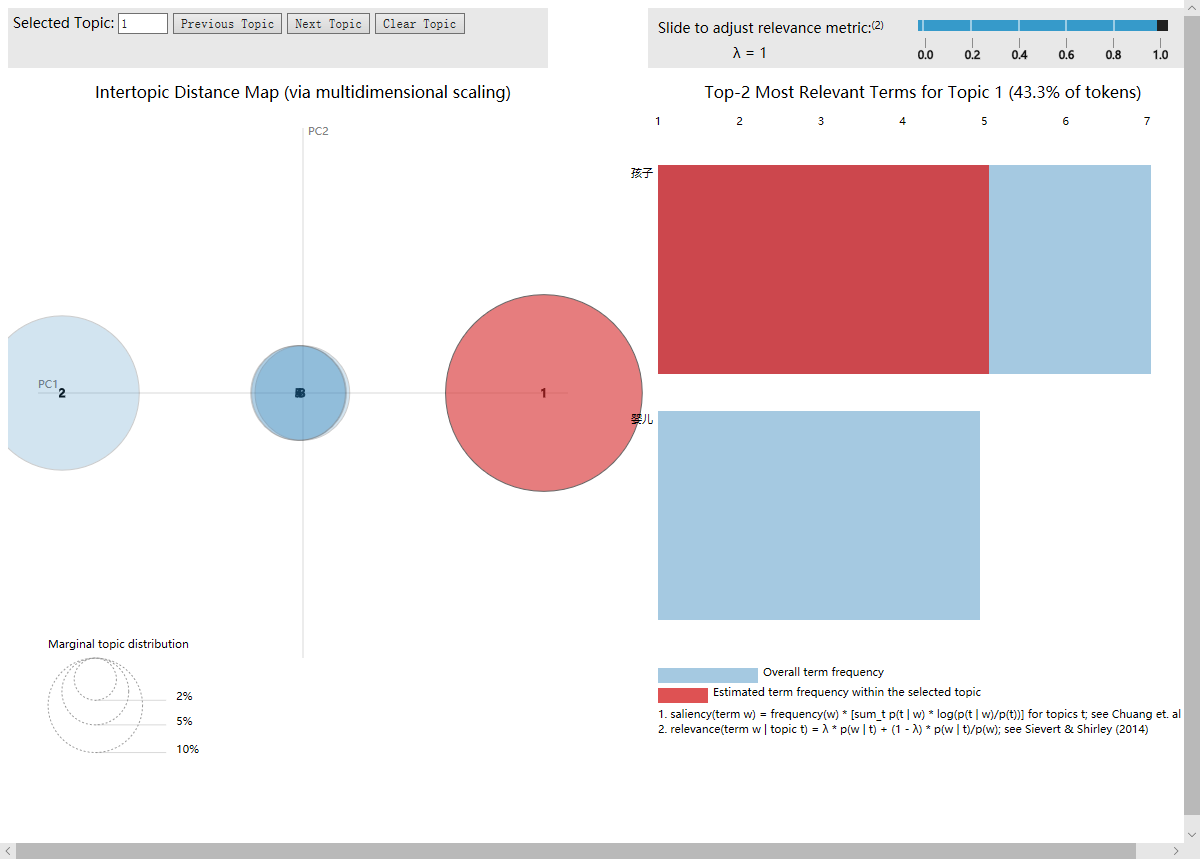 Selected Topic: 1 Previous Topic Next Topic Clear Topic
Slide to adjust relevance metric:(2)
λ = 1
0.0 0.2 0.4 0.6 0.8 1.0
Intertopic Distance Map (via multidimensional scaling)
PC2
PC1
2
1
Marginal topic distribution
2%
5%
10%
Top-2 Most Relevant Terms for Topic 1 (43.3% of tokens)
1 2 3 4 5 6 7
孩子
婴儿
Overall term frequency
Estimated term frequency within the selected topic
1. saliency(term w) = frequency(w) * [sum_t p(t | w) * log(p(t | w)/p(t))] for topics t; see Chuang et. al
2. relevance(term w | topic t) = λ * p(w | t) + (1 - λ) * p(w | t)/p(w); see Sievert & Shirley (2014)